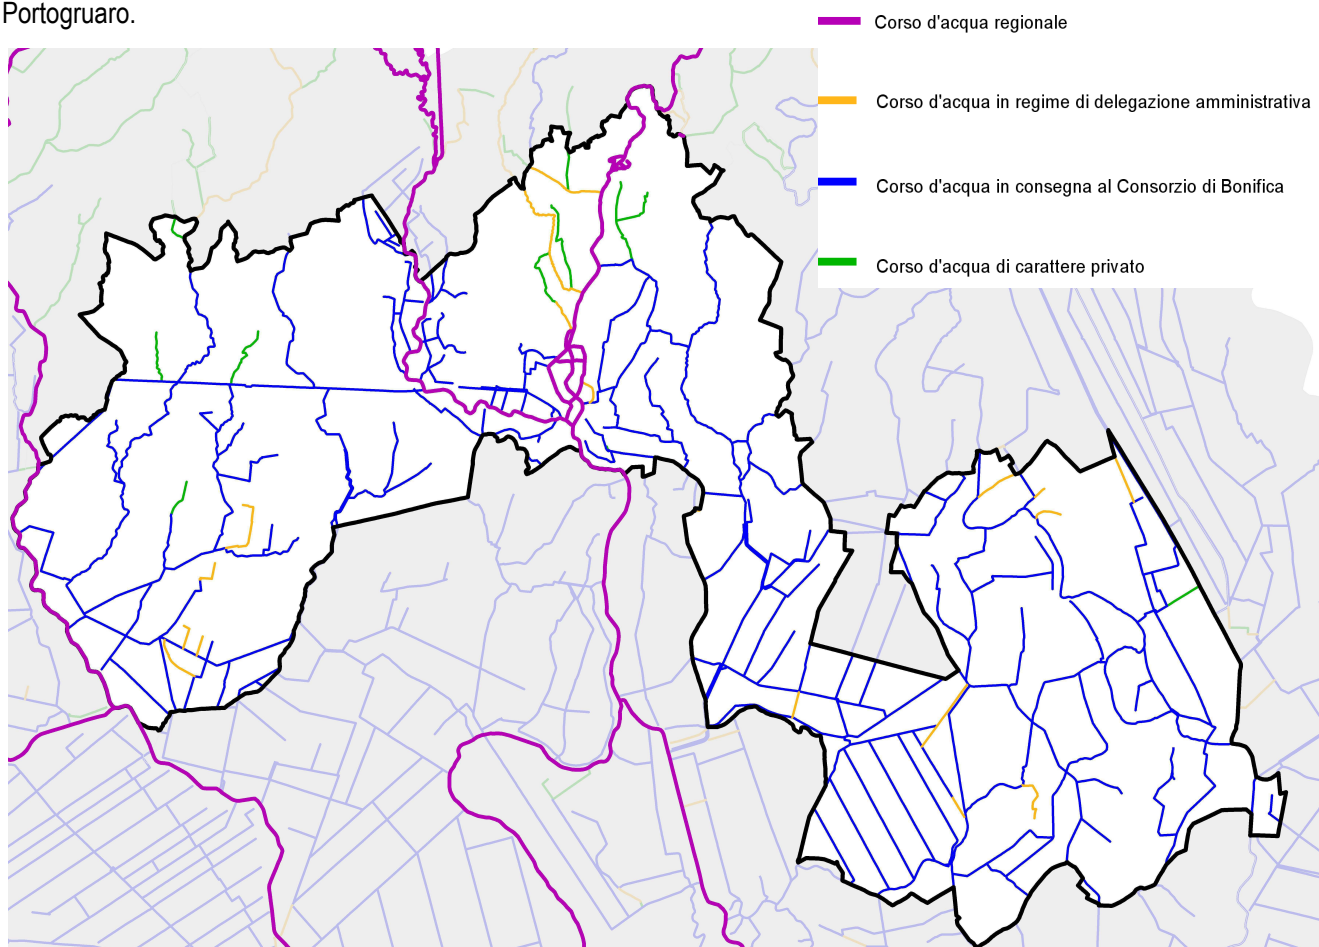 Portogruaro.
Corso d'acqua regionale
Corso d'acqua in regime di delegazione amministrativa
Corso d'acqua in consegna al Consorzio di Bonifica
Corso d'acqua di carattere privato